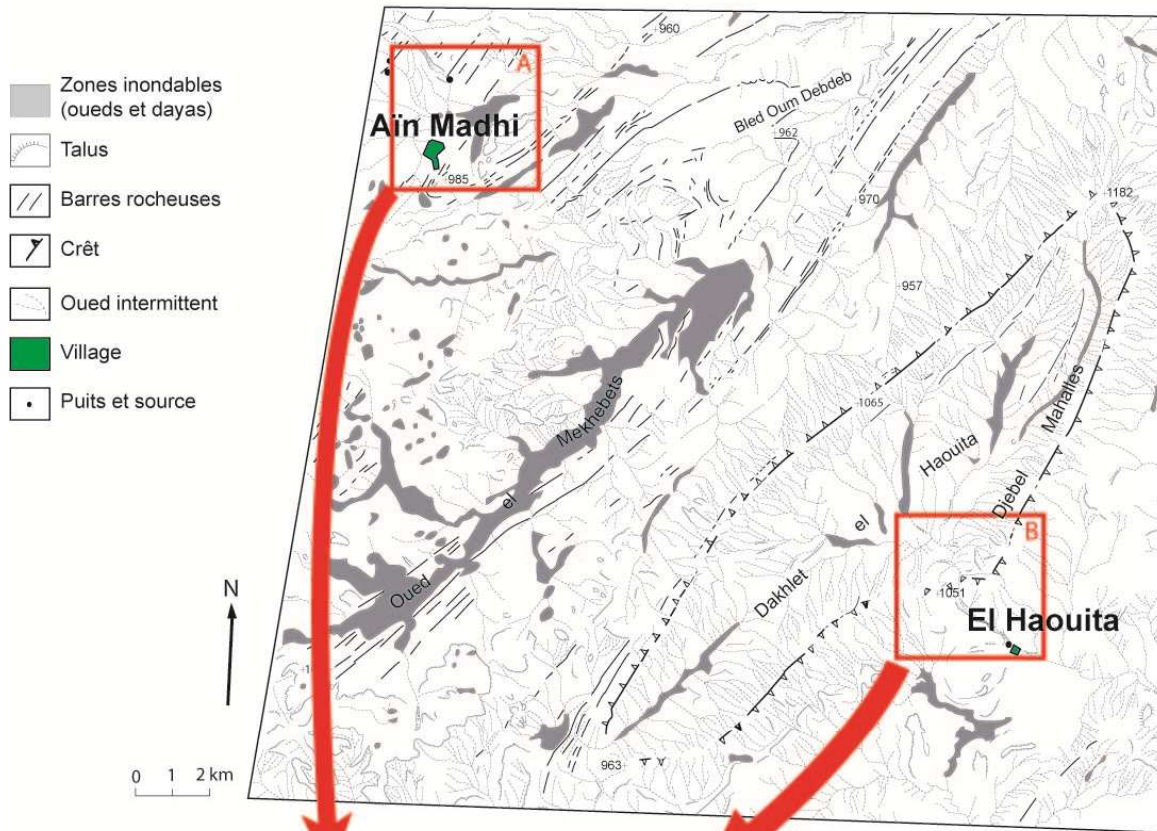 Zones inondables
(oueds et dayas)
Talus
Barres rocheuses
Crêt
Oued intermittent
Village
Puits et source
N
0 1 2 km
960
A
Aïn Madhi
985
Bled Oum Debdeb
962
970
1182
957
1065
Oued el Mekhebets
Dakhlet el Haouita
Djebel Mahalles
B
1051
El Haouita
963